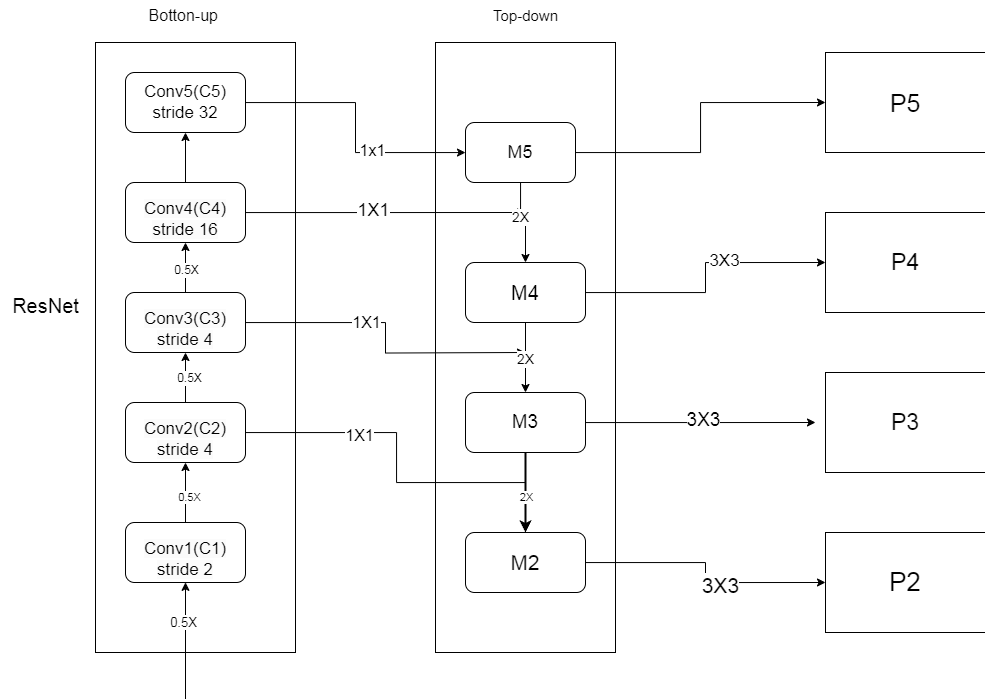 Botton-up
Top-down
Conv5(C5)
stride 32
P5
1x1
M5
Conv4(C4)
stride 16
1X1
2X
P4
3X3
0.5X
M4
ResNet
Conv3(C3)
stride 4
1X1
2X
0.5X
M3
3X3
P3
Conv2(C2)
stride 4
1X1
0.5X
2X
Conv1(C1)
stride 2
M2
3X3
P2
0.5X